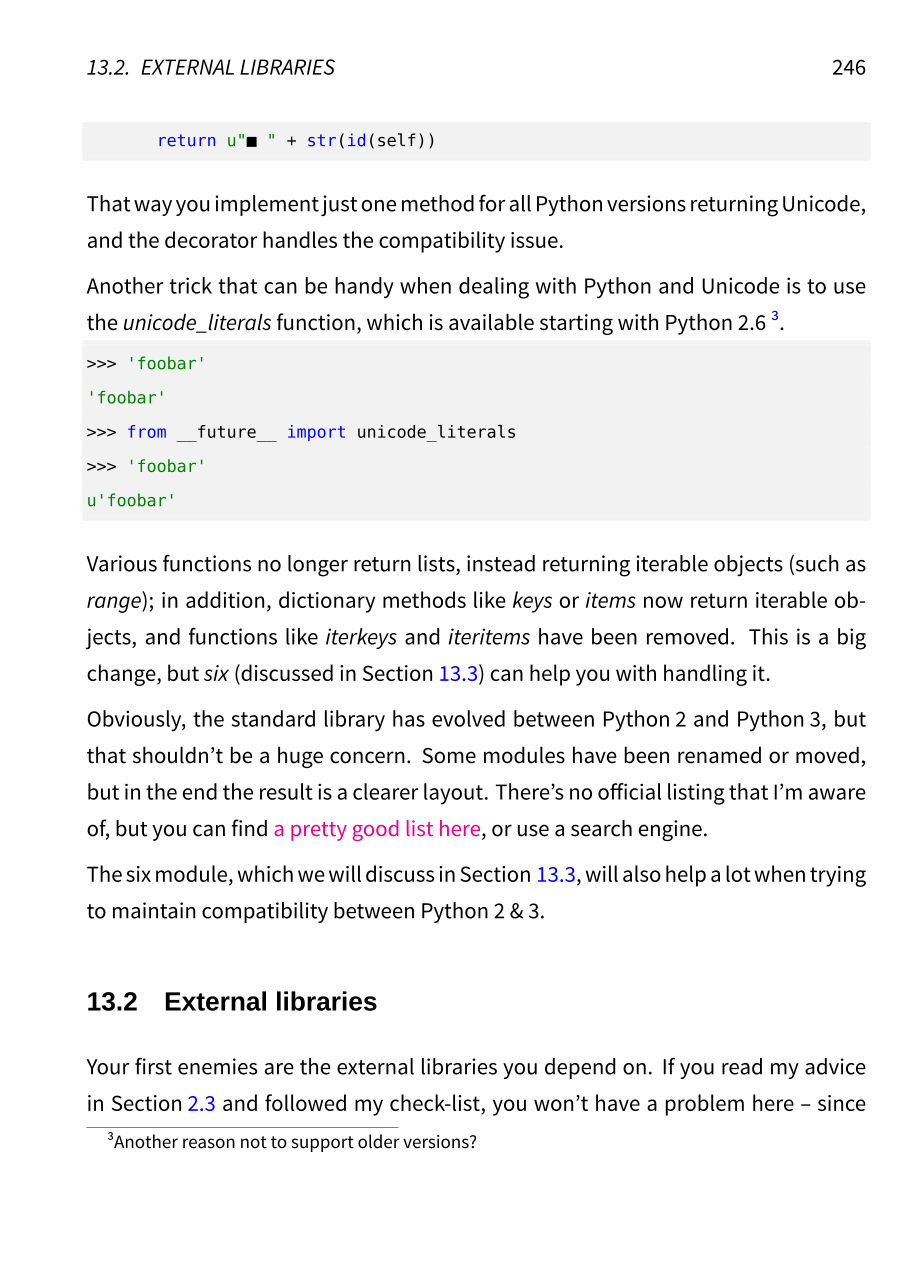 13.2. EXTERNAL LIBRARIES 246
return u"■ " + str(id(self))
That way you implement just one method for all Python versions returning Unicode,
and the decorator handles the compatibility issue.
Another trick that can be handy when dealing with Python and Unicode is to use
the unicode_literals function, which is available starting with Python 2.6 3.
>>> 'foobar'
'foobar'
>>> from __future__ import unicode_literals
>>> 'foobar'
u'foobar'
Various functions no longer return lists, instead returning iterable objects (such as
range); in addition, dictionary methods like keys or items now return iterable ob-
jects, and functions like iterkeys and iteritems have been removed. This is a big
change, but six (discussed in Section 13.3) can help you with handling it.
Obviously, the standard library has evolved between Python 2 and Python 3, but
that shouldn’t be a huge concern. Some modules have been renamed or moved,
but in the end the result is a clearer layout. There’s no official listing that I’m aware
of, but you can find a pretty good list here, or use a search engine.
The six module, which we will discuss in Section 13.3, will also help a lot when trying
to maintain compatibility between Python 2 & 3.
13.2 External libraries
Your first enemies are the external libraries you depend on. If you read my advice
in Section 2.3 and followed my check-list, you won’t have a problem here – since
3Another reason not to support older versions?